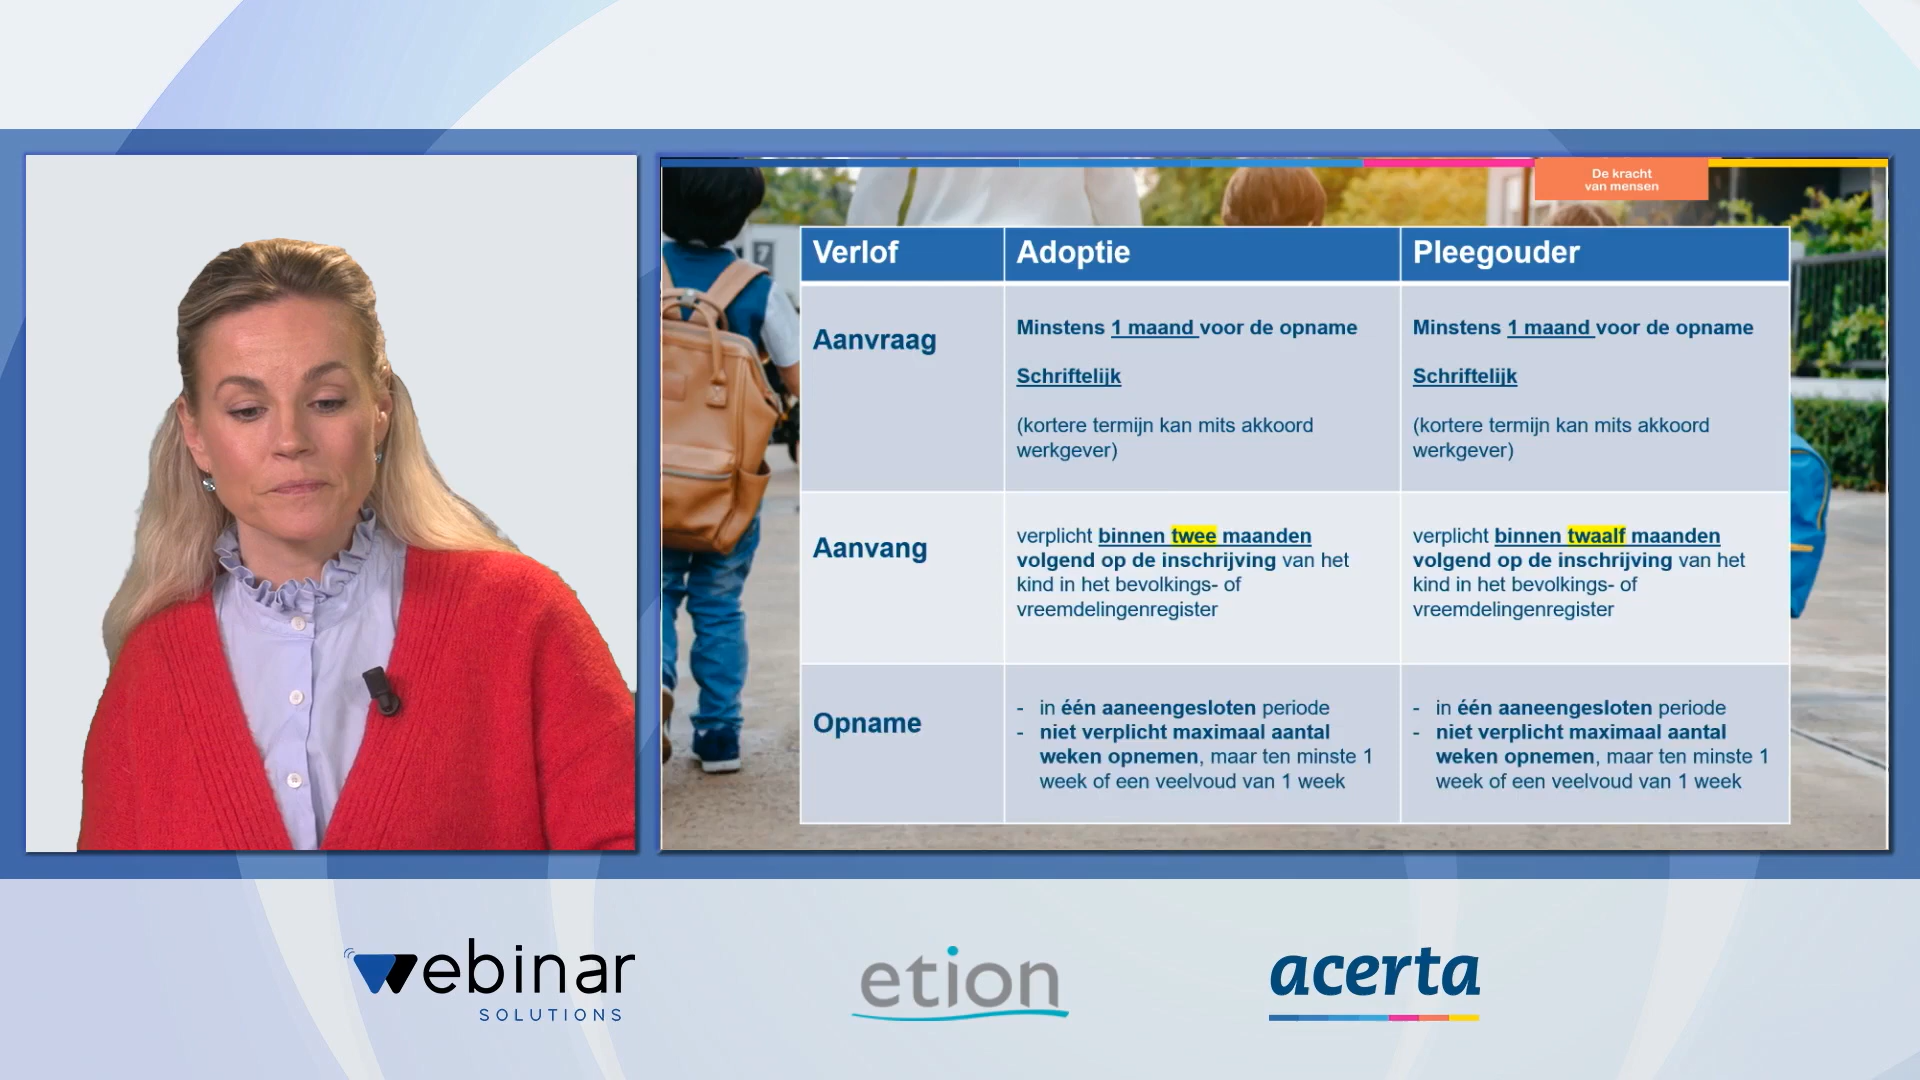 De kracht
van mensen
Verlof
Adoptie
Pleegouder
Aanvraag
Minstens 1 maand voor de opname
Schriftelijk
(kortere termijn kan mits akkoord
werkgever)
Minstens 1 maand voor de opname
Schriftelijk
(kortere termijn kan mits akkoord
werkgever)
Aanvang
verplicht binnen twee maanden
volgend op de inschrijving van het
kind in het bevolkings- of
vreemdelingenregister
verplicht binnen twaalf maanden
volgend op de inschrijving van het
kind in het bevolkings- of
vreemdelingenregister
Opname
- in één aaneengesloten periode
- niet verplicht maximaal aantal
weken opnemen, maar ten minste 1
week of een veelvoud van 1 week
- in één aaneengesloten periode
- niet verplicht maximaal aantal
weken opnemen, maar ten minste 1
week of een veelvoud van 1 week
webinar
SOLUTIONS
etion
acerta